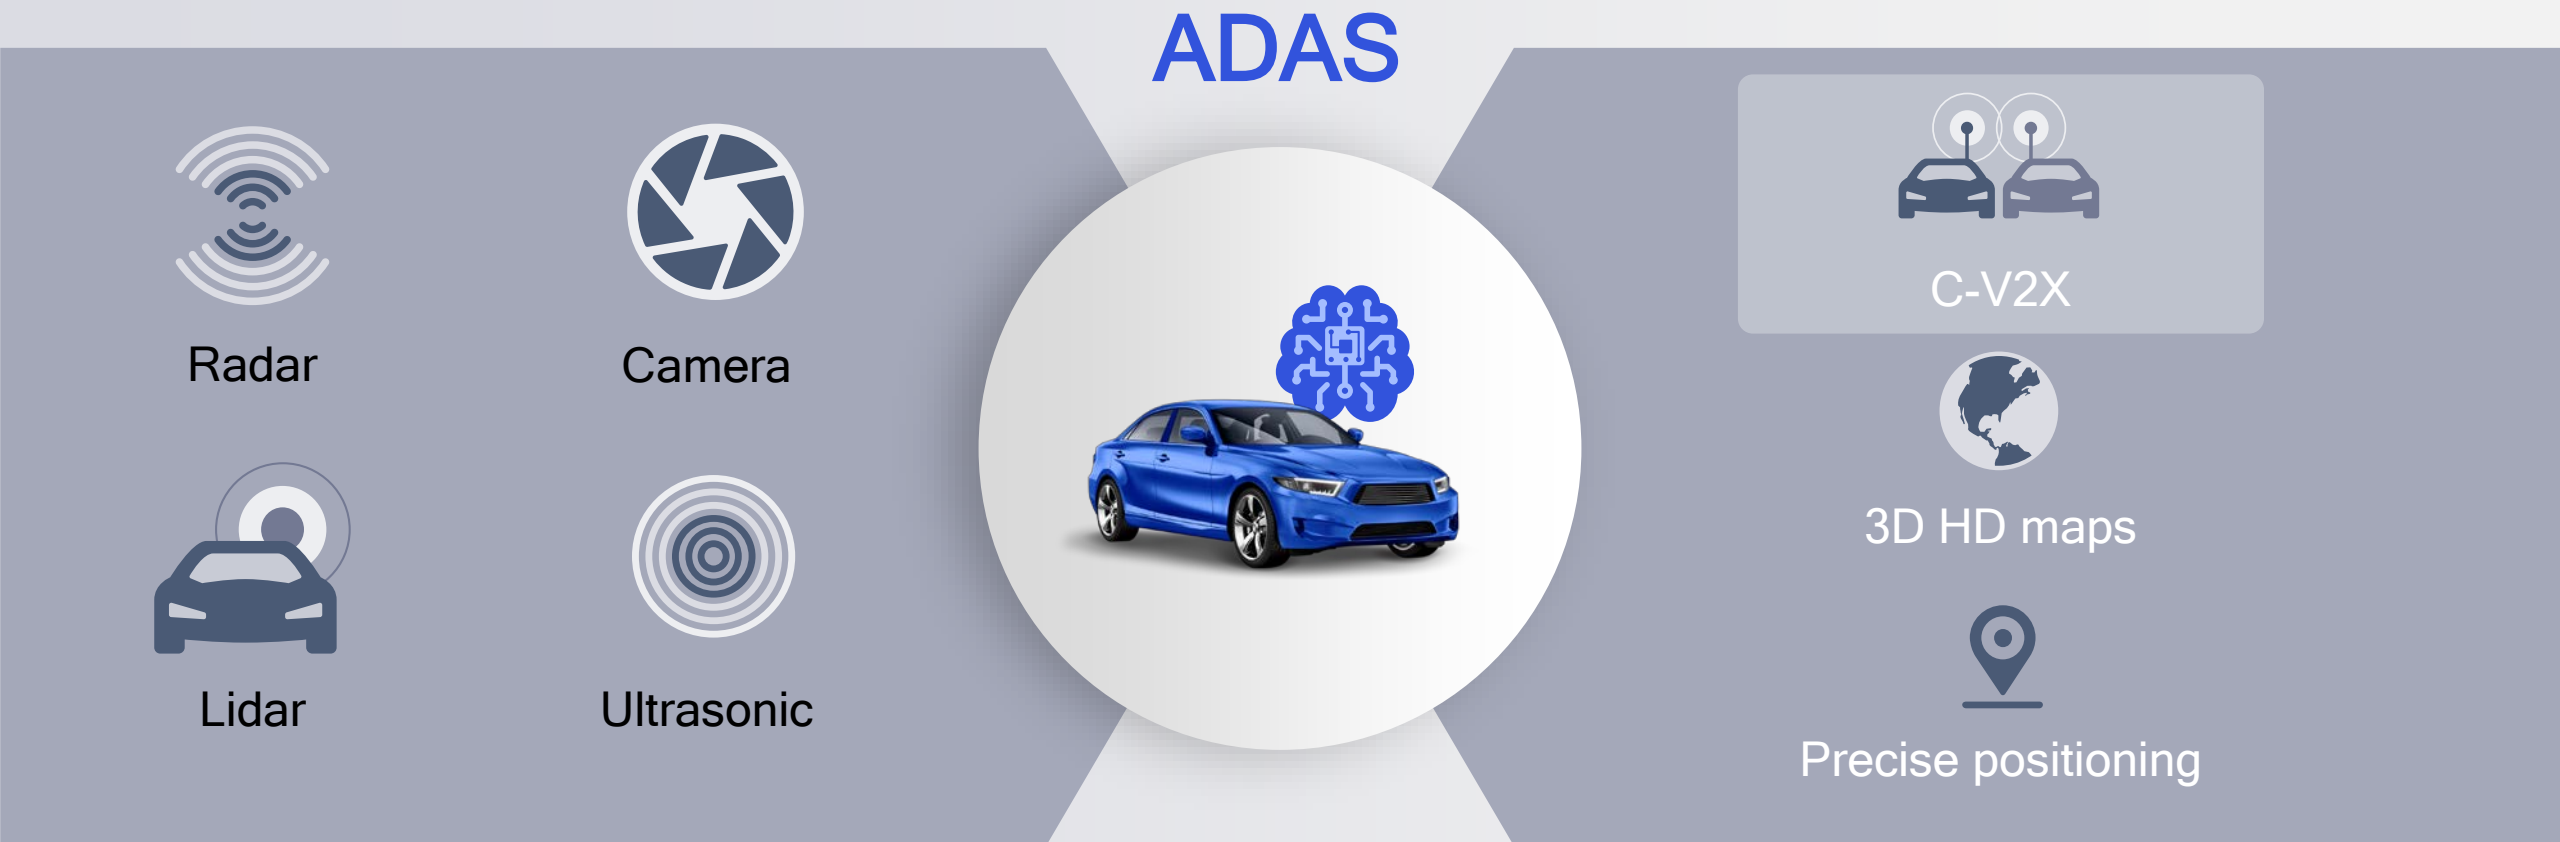 ADAS
Radar
Camera
Lidar
Ultrasonic
C-V2X
3D HD maps
Precise positioning